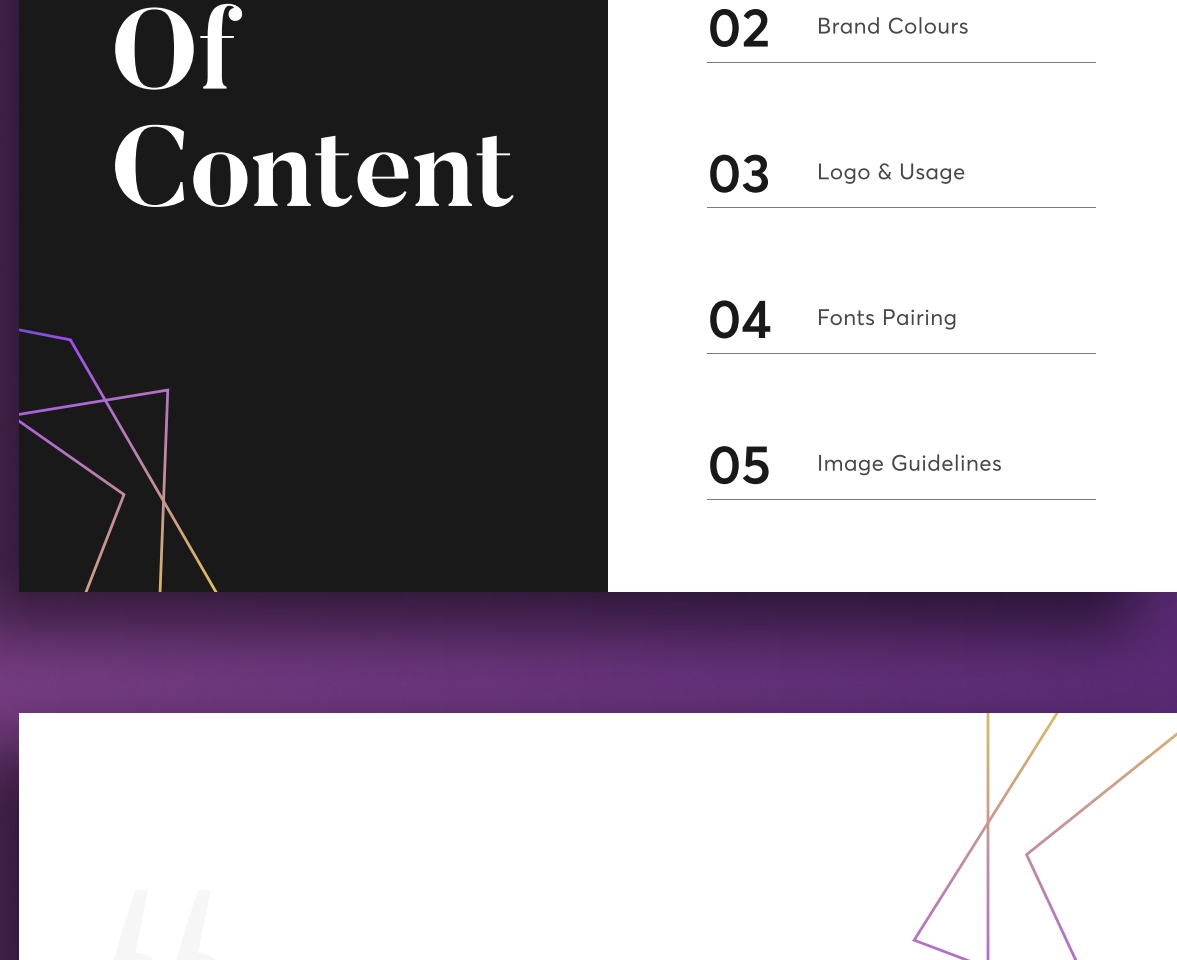 Of
Content
02 Brand Colours
03 Logo & Usage
04 Fonts Pairing
05 Image Guidelines
“